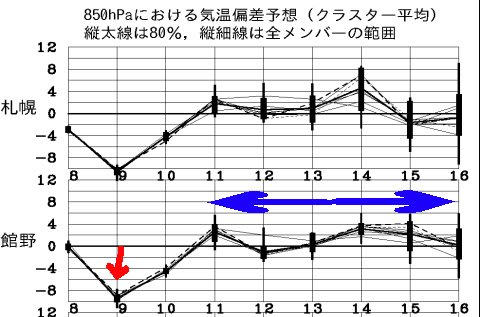 850hPaにおける気温偏差予想（クラスター平均）
縦太線は80％，縦細線は全メンバーの範囲
12
8
4
札幌 0
-4
-8
8 9 10 11 12 13 14 15 16
12
8
4
館野 0
-4
-8
12 8 9 10 11 12 13 14 15 16